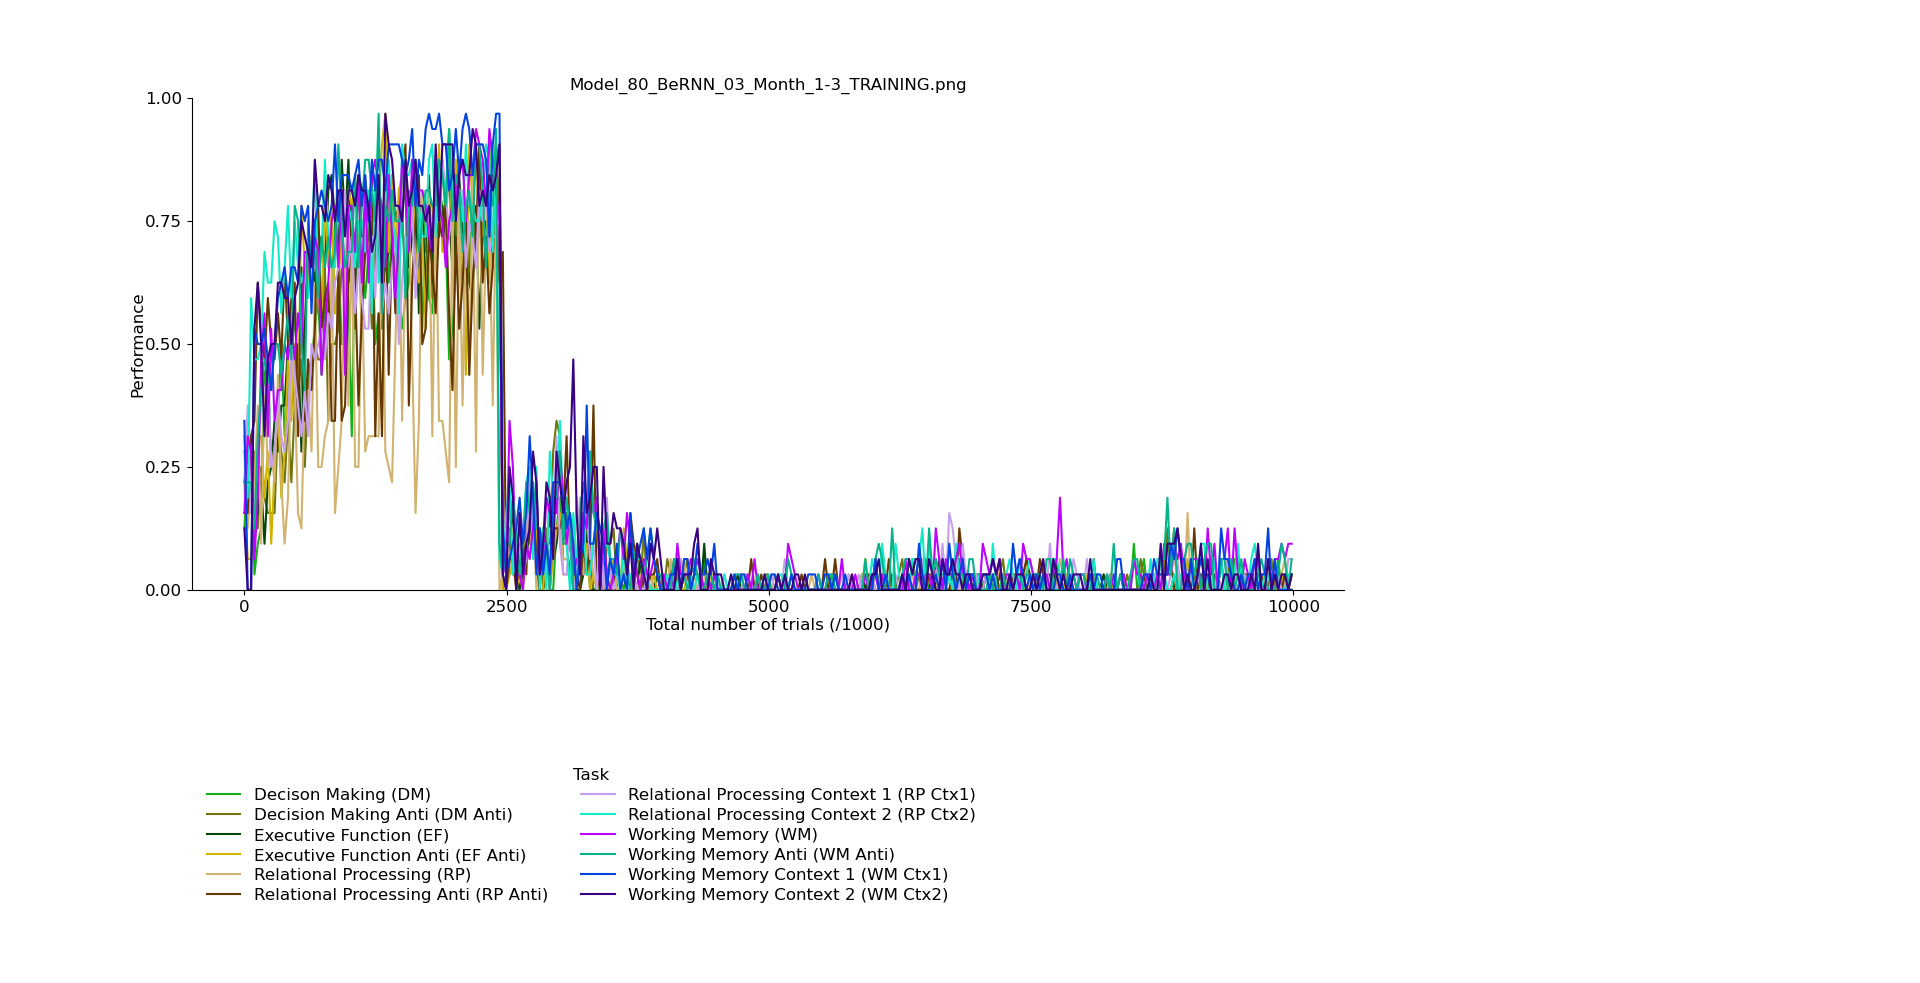 Model_80_BeRNN_03_Month_1-3_TRAINING.png
1.00
0.75
0.50
0.25
0.00
Performance
0
2500
5000
7500
10000
Total number of trials (/1000)
Task
Decison Making (DM)
Decision Making Anti (DM Anti)
Executive Function (EF)
Executive Function Anti (EF Anti)
Relational Processing (RP)
Relational Processing Anti (RP Anti)
Relational Processing Context 1 (RP Ctx1)
Relational Processing Context 2 (RP Ctx2)
Working Memory (WM)
Working Memory Anti (WM Anti)
Working Memory Context 1 (WM Ctx1)
Working Memory Context 2 (WM Ctx2)